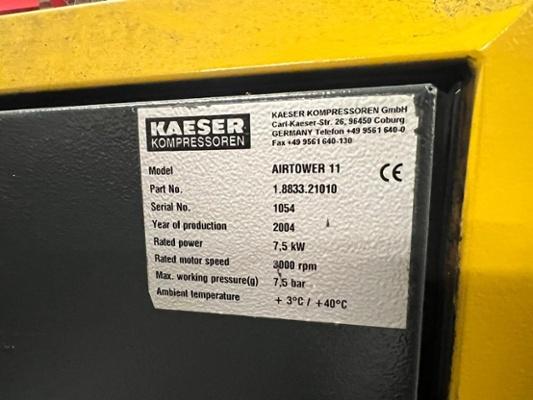 KAESER
KOMPRESSOREN
KAESER KOMPRESSOREN GmbH
Carl-Kaeser-Str. 26, 96450 Coburg
GERMANY Telefon +49 9561 640-0
Fax +49 9561 640-130
CE
Model AIRTOWER 11
Part No. 1.8833.21010
Serial No. 1054
Year of production 2004
Rated power 7,5 kW
Rated motor speed 3000 rpm
Max. working pressure(g) 7,5 bar
Ambient temperature + 3°C / +40°C